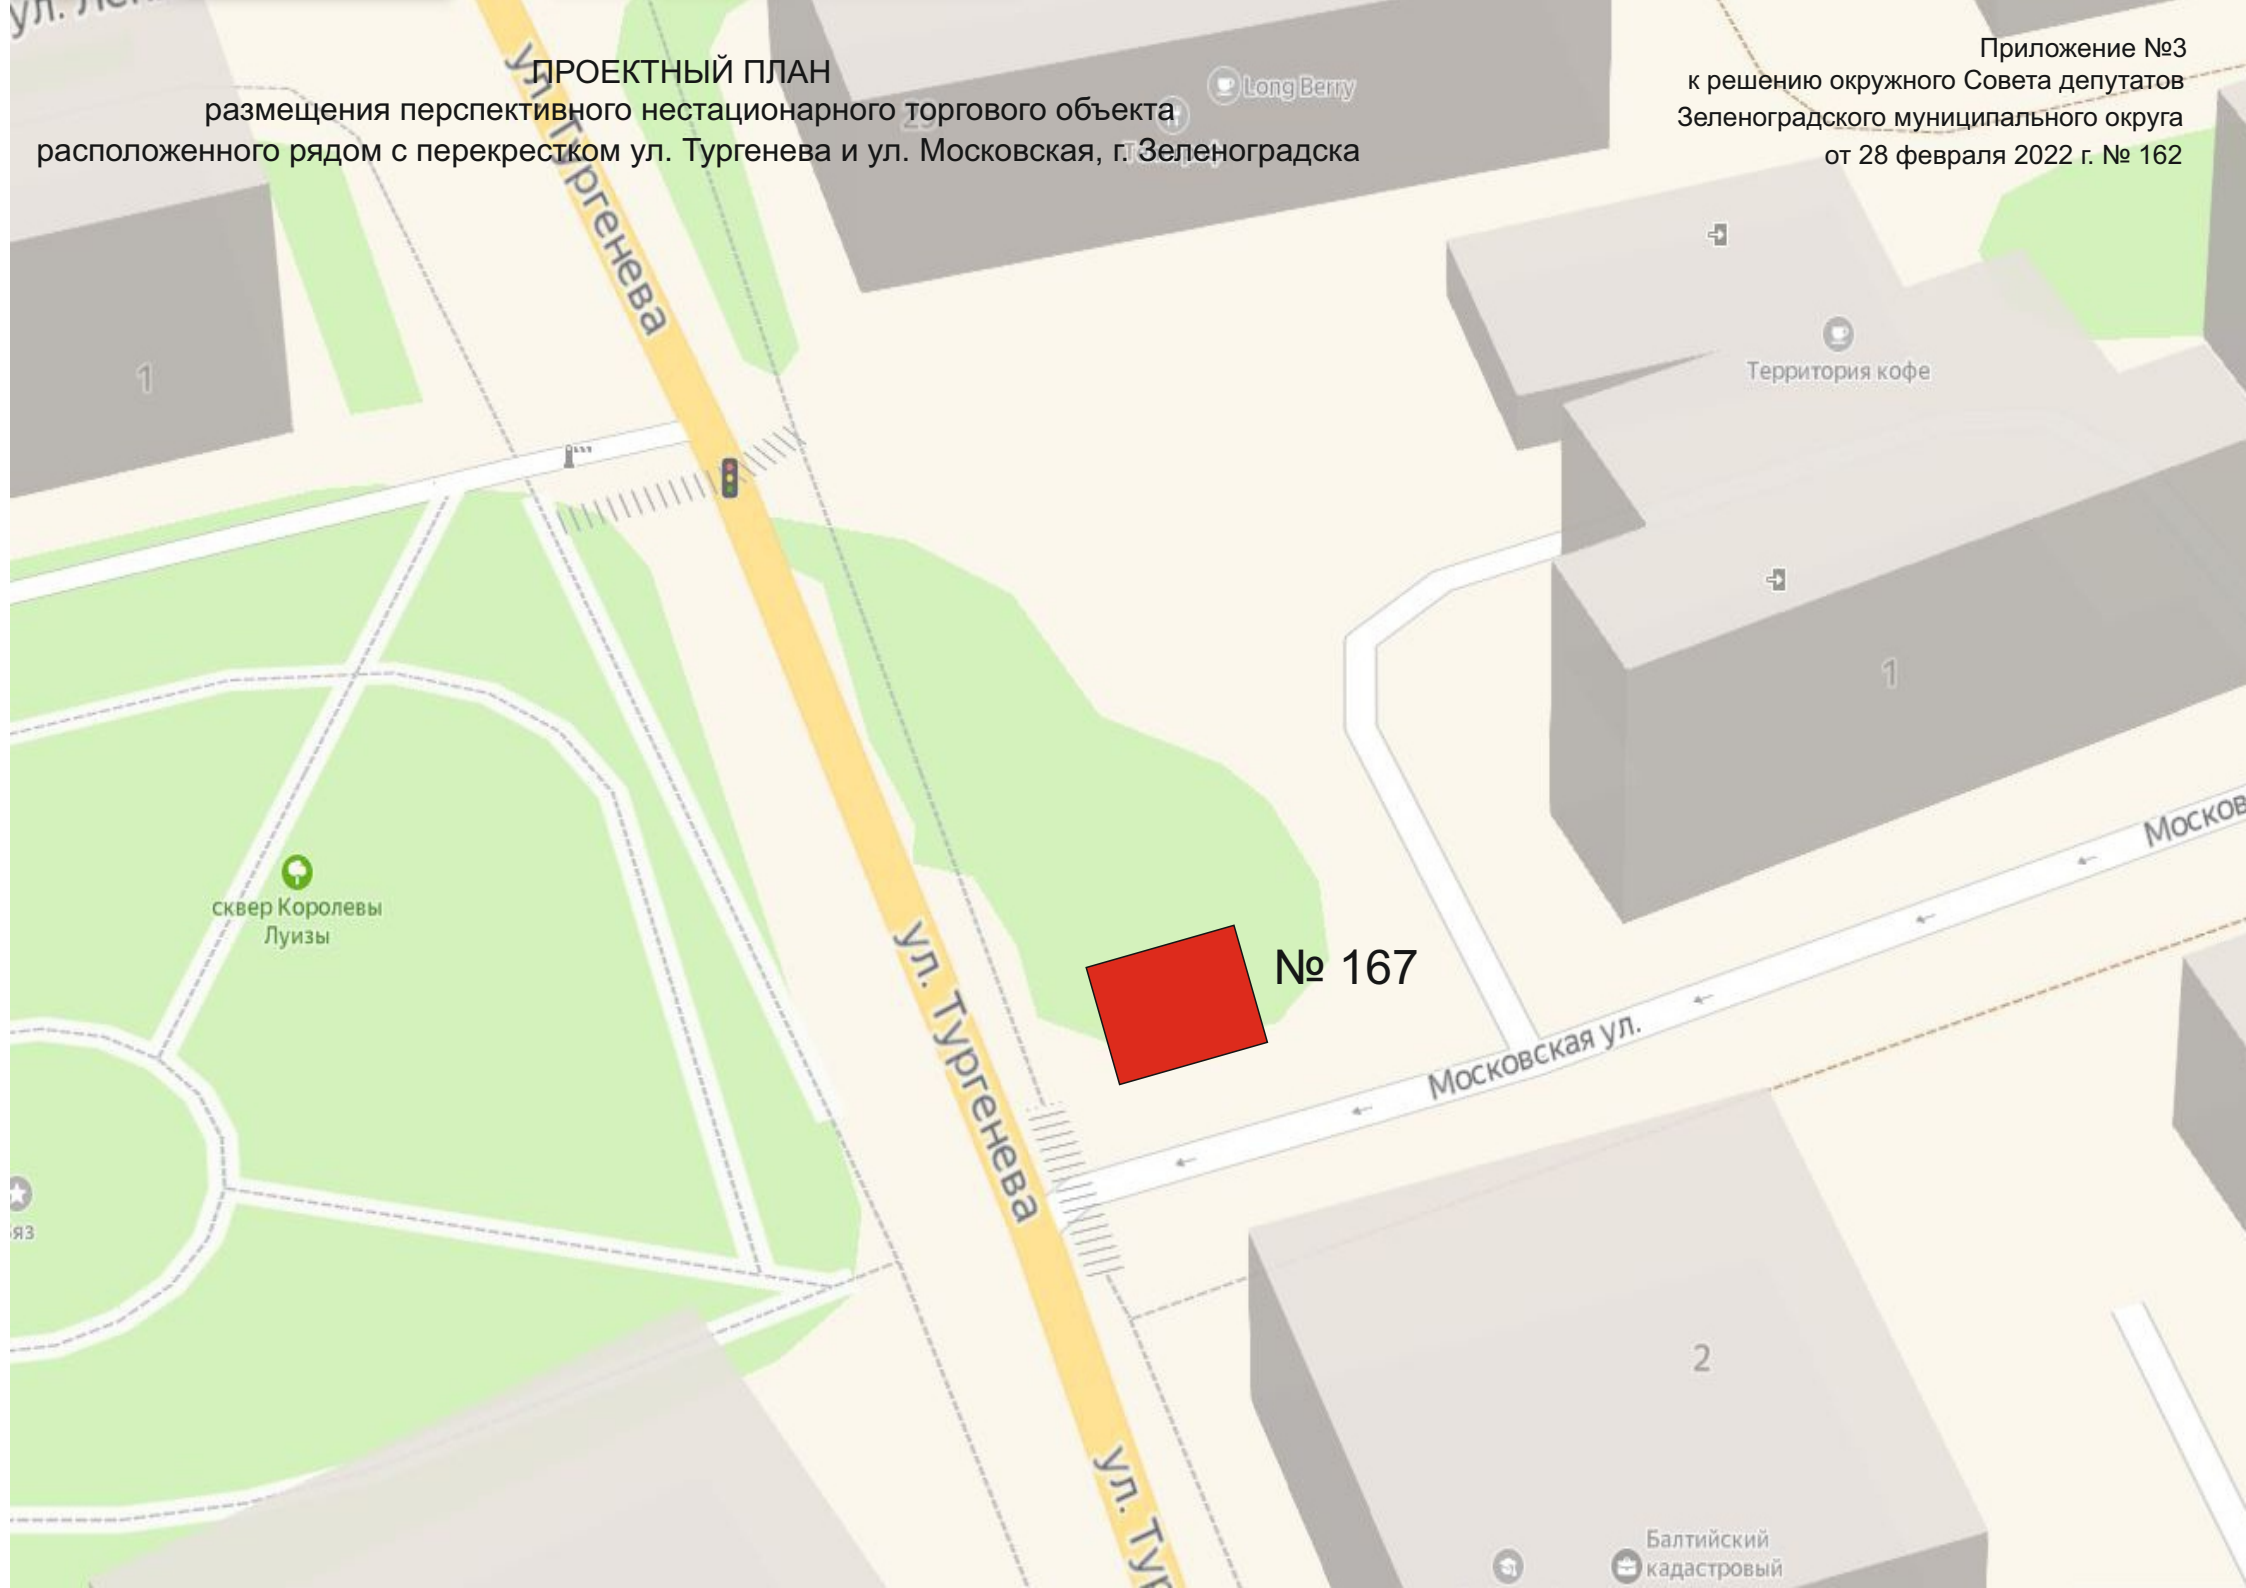 ПРОЕКТНЫЙ ПЛАН
размещения перспективного нестационарного торгового объекта
расположенного рядом с перекрестком ул. Тургенева и ул. Московская, г. Зеленоградска
Приложение №3
к решению окружного Совета депутатов
Зеленоградского муниципального округа
от 28 февраля 2022 г. № 162
ул.
ул. Тургенева
Long Berry
1
Территория кофе
1
Москов
сквер Королевы
Луизы
ул. Тургенева
№ 167
Московская ул.
яз
2
ул. Тур
Балтийский
кадастровый